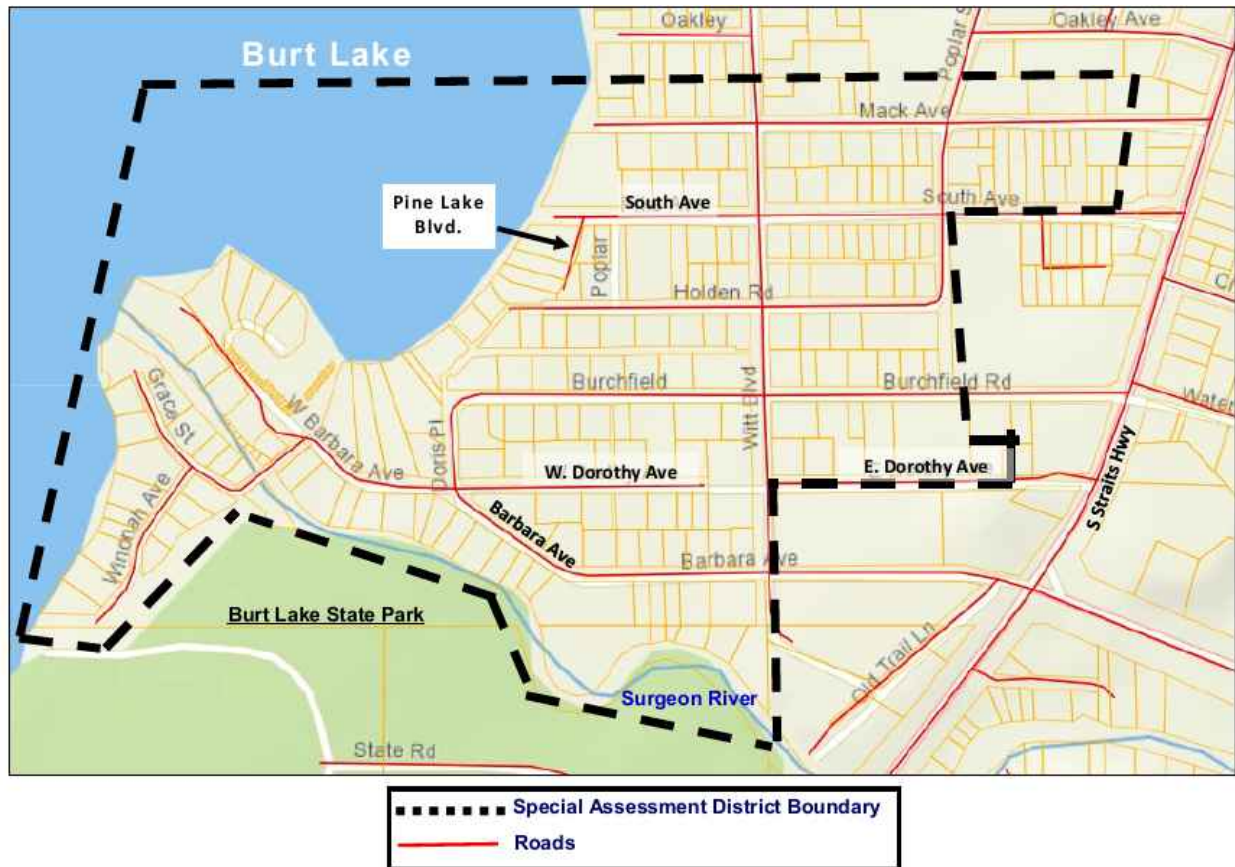 Oakley
Poplar S
Oakley Ave
Burt Lake
Mack Ave
Pine Lake
Blvd.
South Ave
South Ave
Poplar
Holden Rd
Burchfield
Burchfield Rd
Water
Grace St
W Barbara Ave
Doris Pl
Witt Blvd
W. Dorothy Ave
E. Dorothy Ave
S Straits Hwy
Winonah Ave
Barbara Ave
Barbara Ave
Burt Lake State Park
Old Trail Ln
Surgeon River
State Rd
Special Assessment District Boundary
Roads